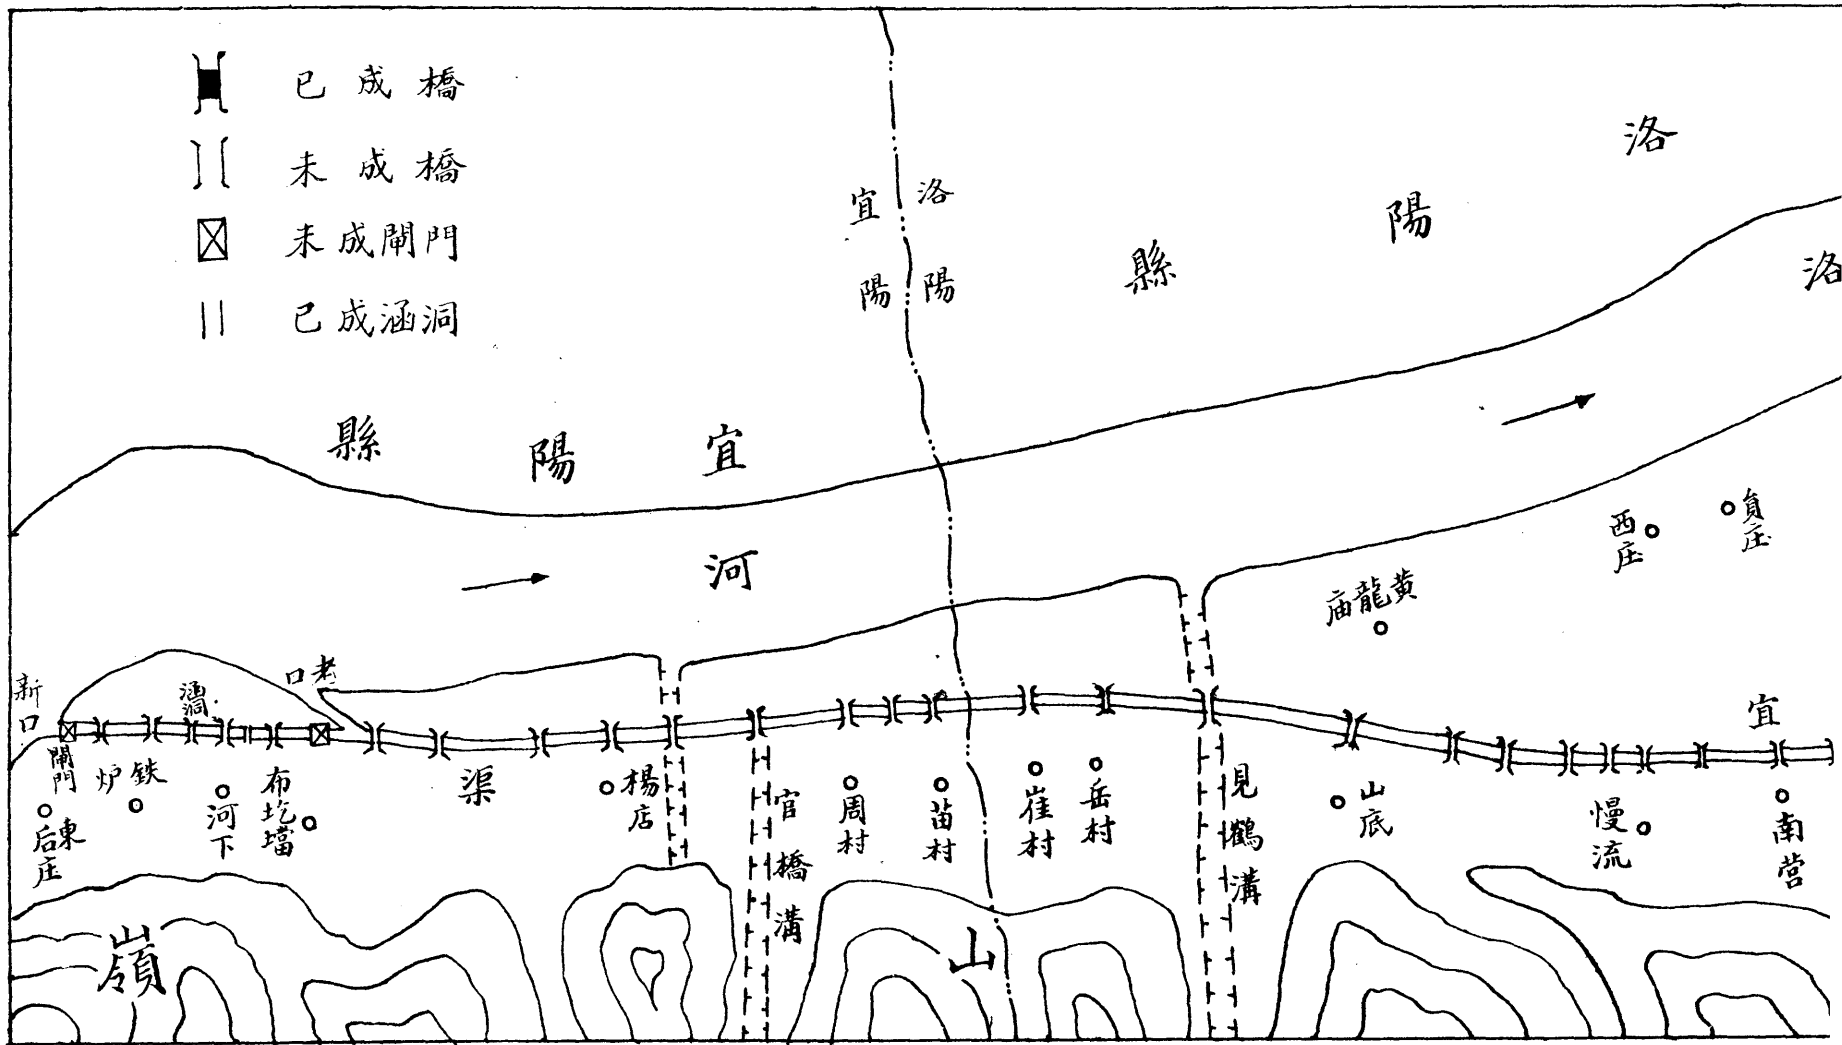 已成橋
未成橋
未成閘門
已成涵洞
洛陽縣
洛陽
宜陽
宜陽縣
洛
河
宜
渠
新口
閘門
涵洞
老口
東后庄
鉄炉
河下
布圪壋
楊店
官橋溝
周村
苗村
崔村
岳村
見鶴溝
黄龍庙
西庄
貟庄
山底
慢流
南营
山
嶺